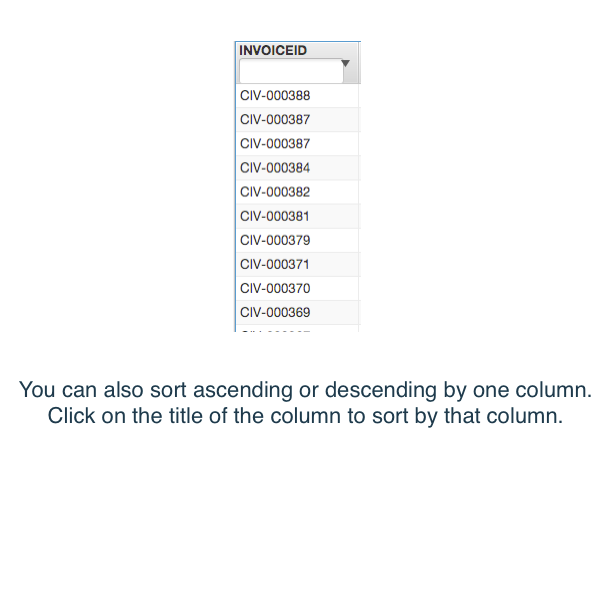 INVOICEID
CIV-000388
CIV-000387
CIV-000387
CIV-000384
CIV-000382
CIV-000381
CIV-000379
CIV-000371
CIV-000370
CIV-000369
You can also sort ascending or descending by one column.
Click on the title of the column to sort by that column.